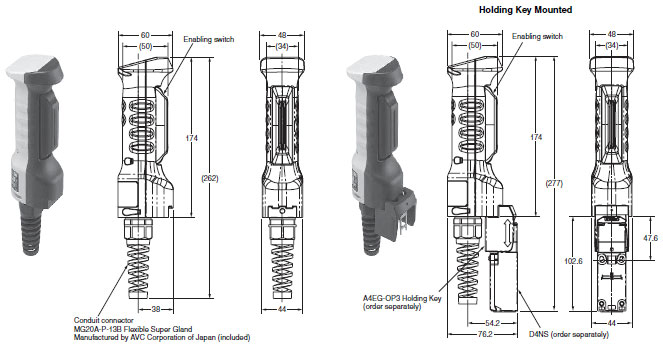 Holding Key Mounted
60
(50)
48
(34)
Enabling switch
174
(262)
38
44
Conduit connector
MG20A-P-13B Flexible Super Gland
Manufactured by AVC Corporation of Japan (included)
60
(50)
48
(34)
Enabling switch
174
(277)
47.6
102.6
A4EG-OP3 Holding Key
(order separately)
54.2
76.2
44
D4NS (order separately)